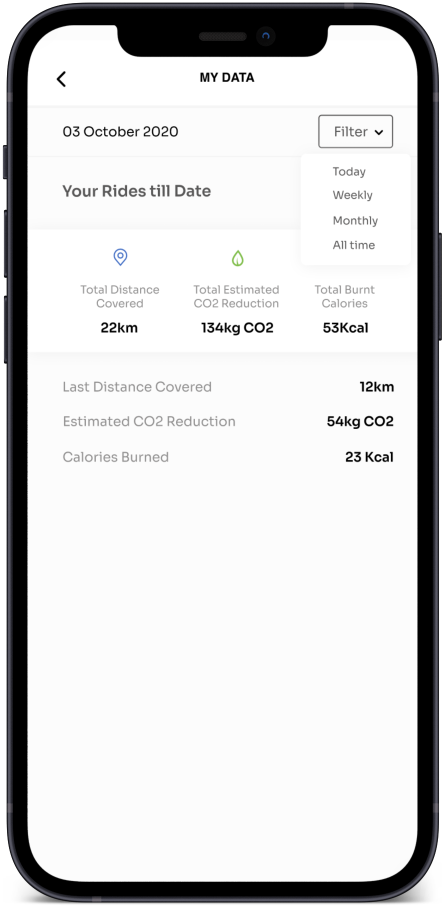 MY DATA
03 October 2020
Filter
Today
Weekly
Monthly
All time
Your Rides till Date
Total Distance
Covered
22km
Total Estimated
CO2 Reduction
134kg CO2
Total Burnt
Calories
53Kcal
Last Distance Covered 12km
Estimated CO2 Reduction 54kg CO2
Calories Burned 23 Kcal